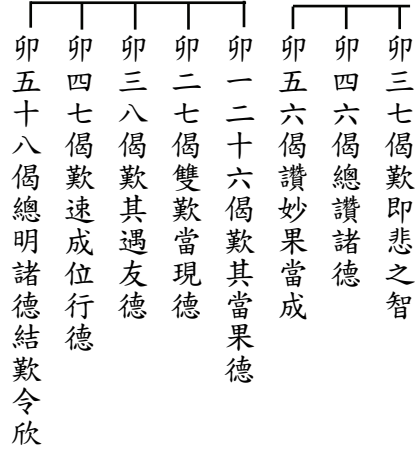 卯三七偈歎即悲之智
卯四六偈總讚諸德
卯五六偈讚妙果當成
卯一二十六偈歎其當果德
卯二七偈雙歎當現德
卯三八偈歎其遇友德
卯四七偈歎速成位行德
卯五十八偈總明諸德結歎令欣